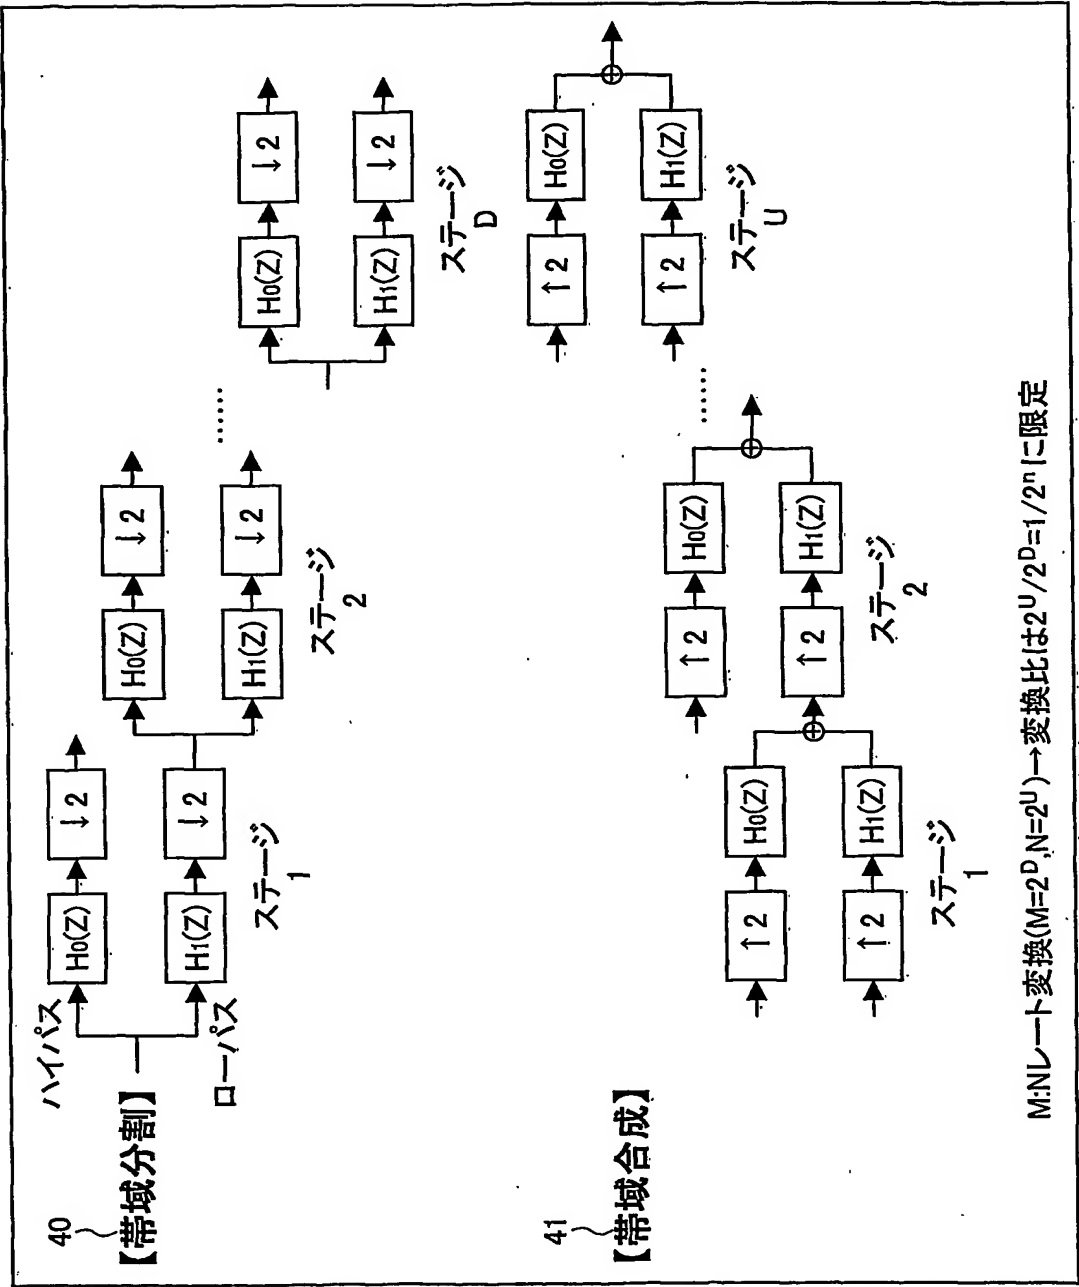 40
【帯域分割】
ハイパス
H0(Z)
↓2
ローパス
H1(Z)
↓2
ステージ
1
H0(Z)
↓2
H1(Z)
↓2
ステージ
2
……
H0(Z)
↓2
H1(Z)
↓2
ステージ
D
41
【帯域合成】
↑2
H0(Z)
↑2
H1(Z)
ステージ
1
↑2
H0(Z)
↑2
H1(Z)
ステージ
2
……
↑2
H0(Z)
↑2
H1(Z)
ステージ
U
M:Nレート変換(M=2^D,N=2^U)→変換比は2^U/2^D=1/2^nに限定